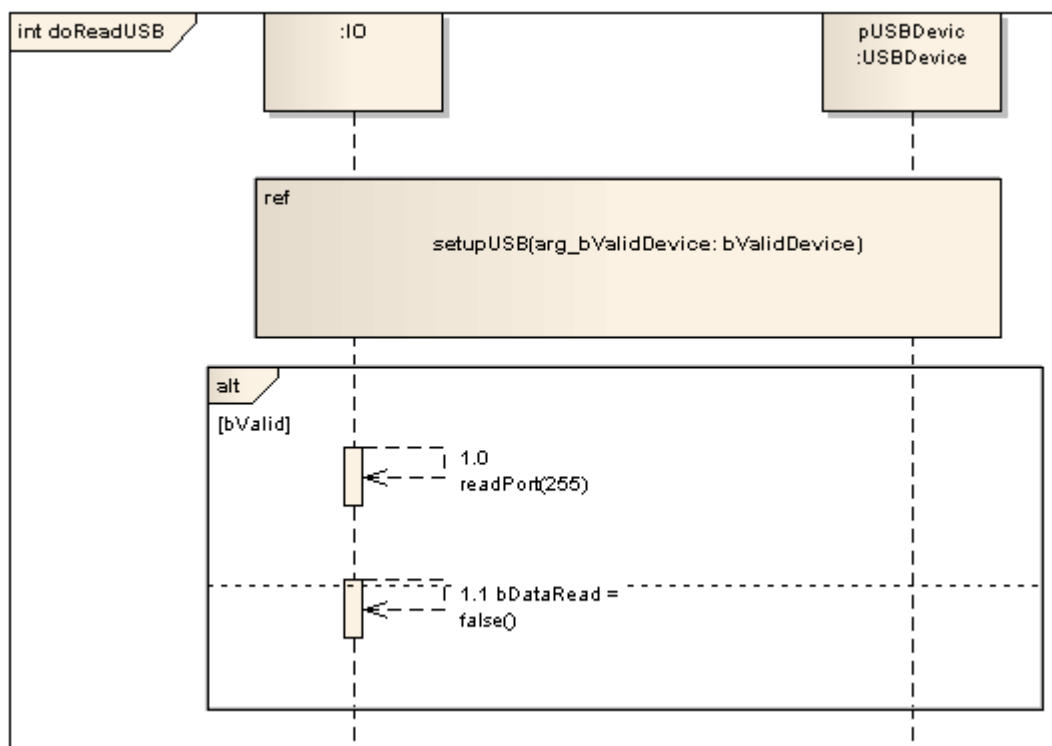 int doReadUSB
:IO
pUSBDevic
:USBDevice
ref
setupUSB(arg_bValidDevice: bValidDevice)
alt
[bValid]
1.0
readPort(255)
1.1 bDataRead =
false()